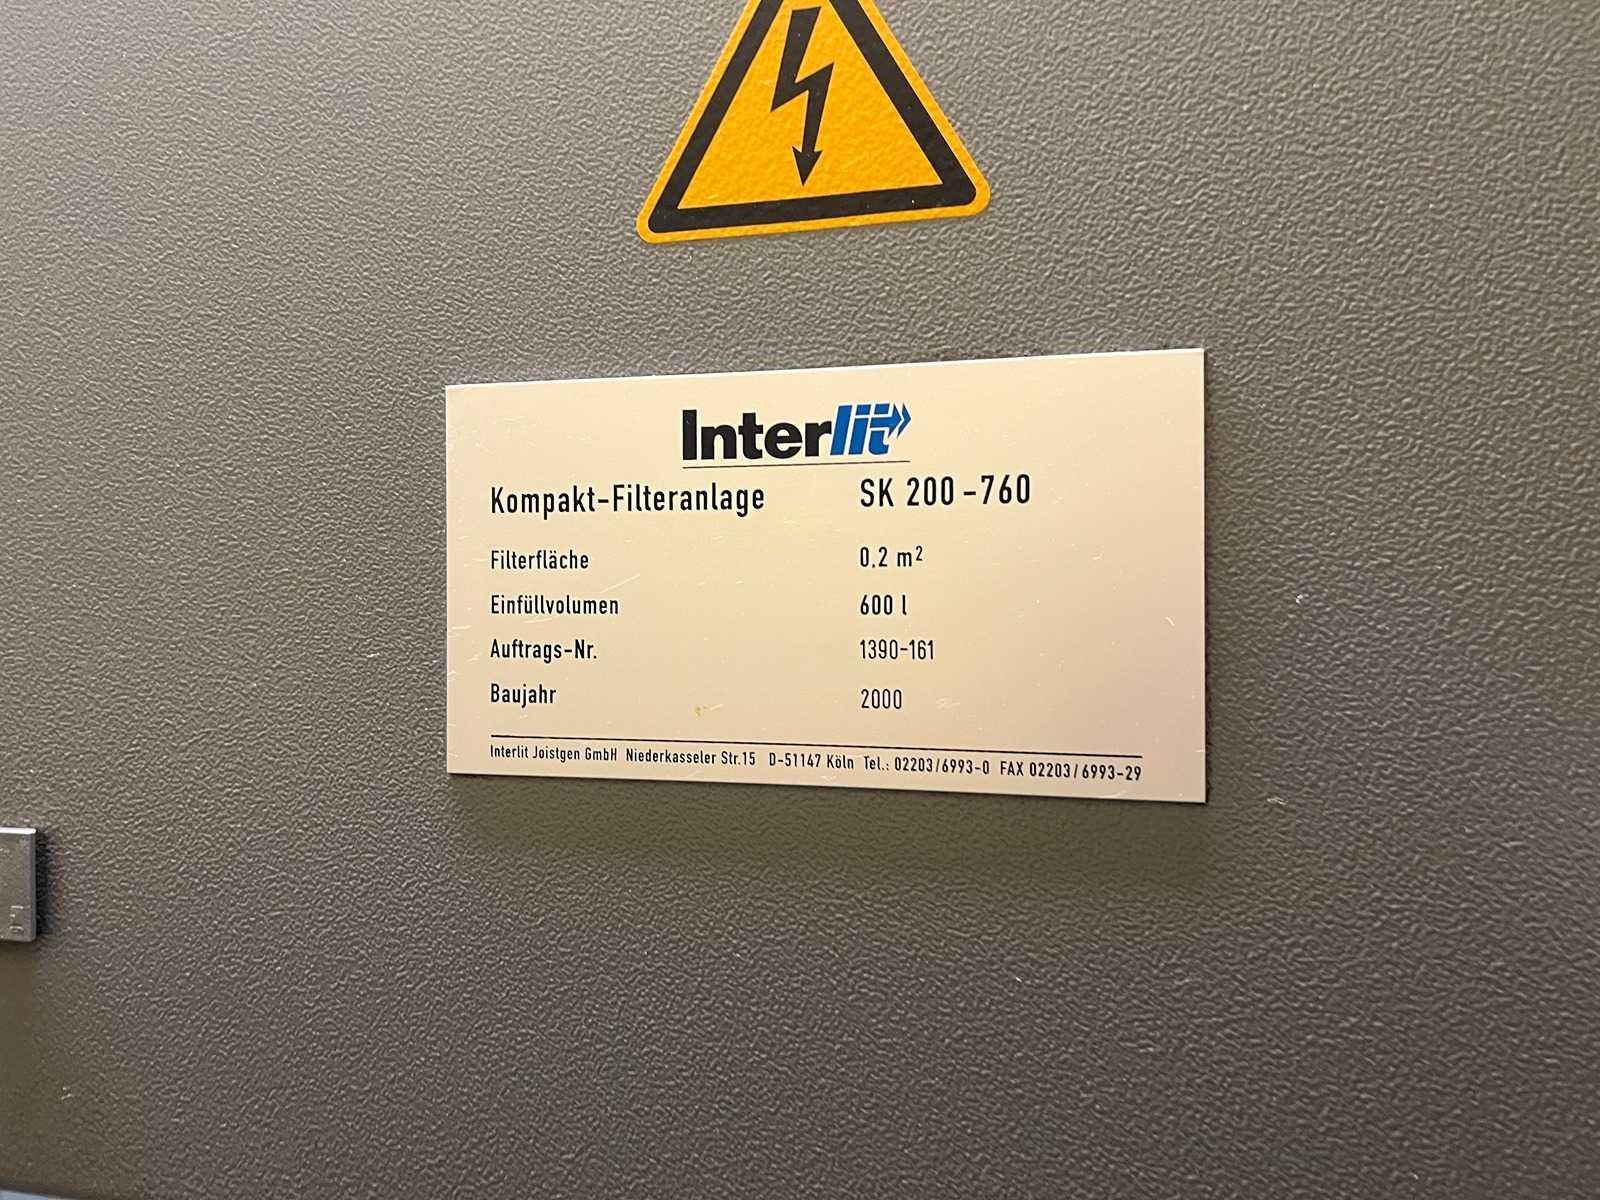 Interlit
Kompakt-Filteranlage SK 200-760
Filterfläche 0,2 m²
Einfüllvolumen 600 l
Auftrags-Nr. 1390-161
Baujahr 2000
Interlit Joistgen GmbH Niederkasseler Str.15 D-51147 Köln Tel.: 02203/6993-0 FAX 02203/6993-29